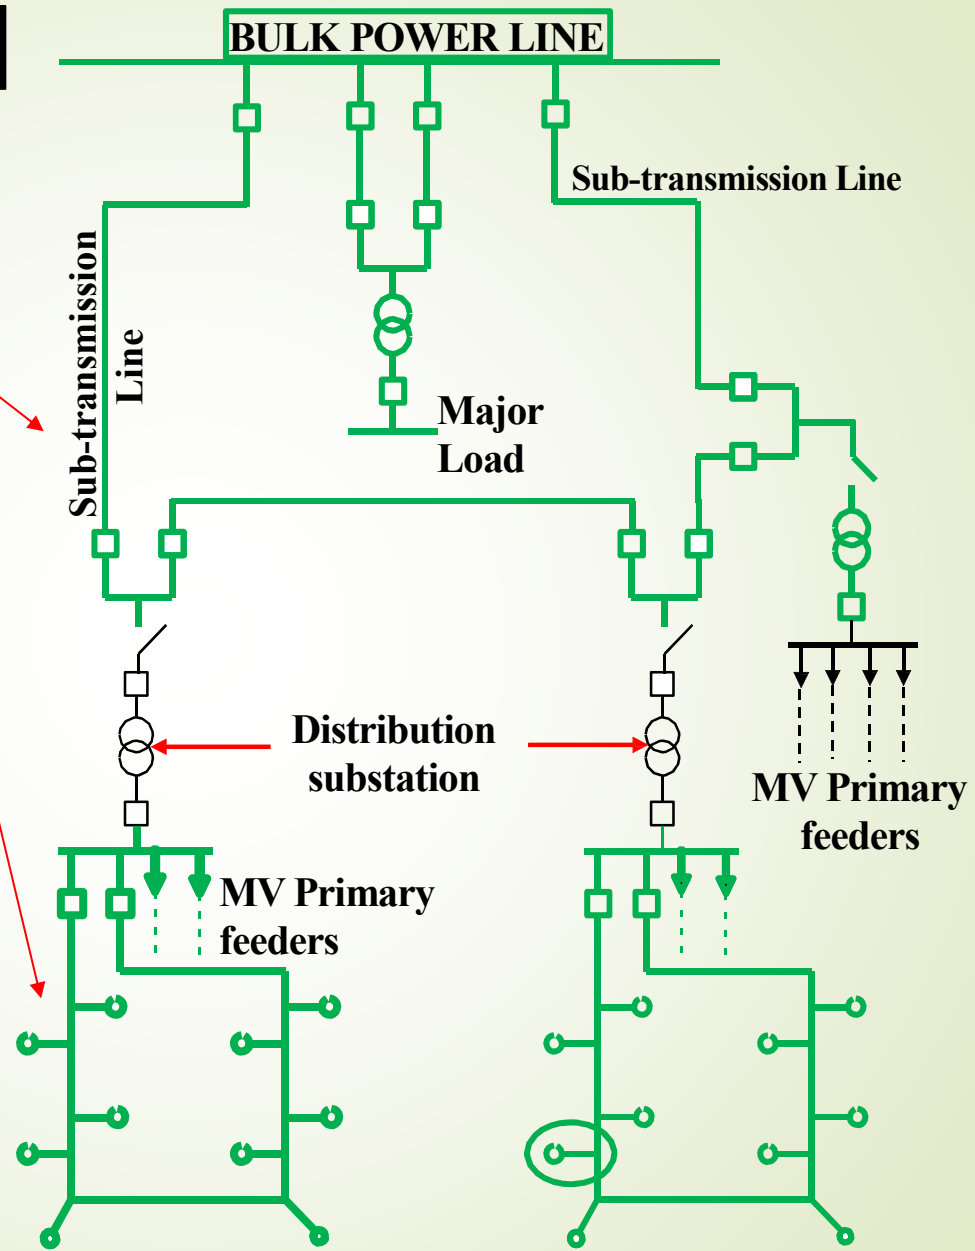 BULK POWER LINE
Sub-transmission Line
Sub-transmission
Line
Major
Load
Distribution
substation
MV Primary
feeders
MV Primary
feeders